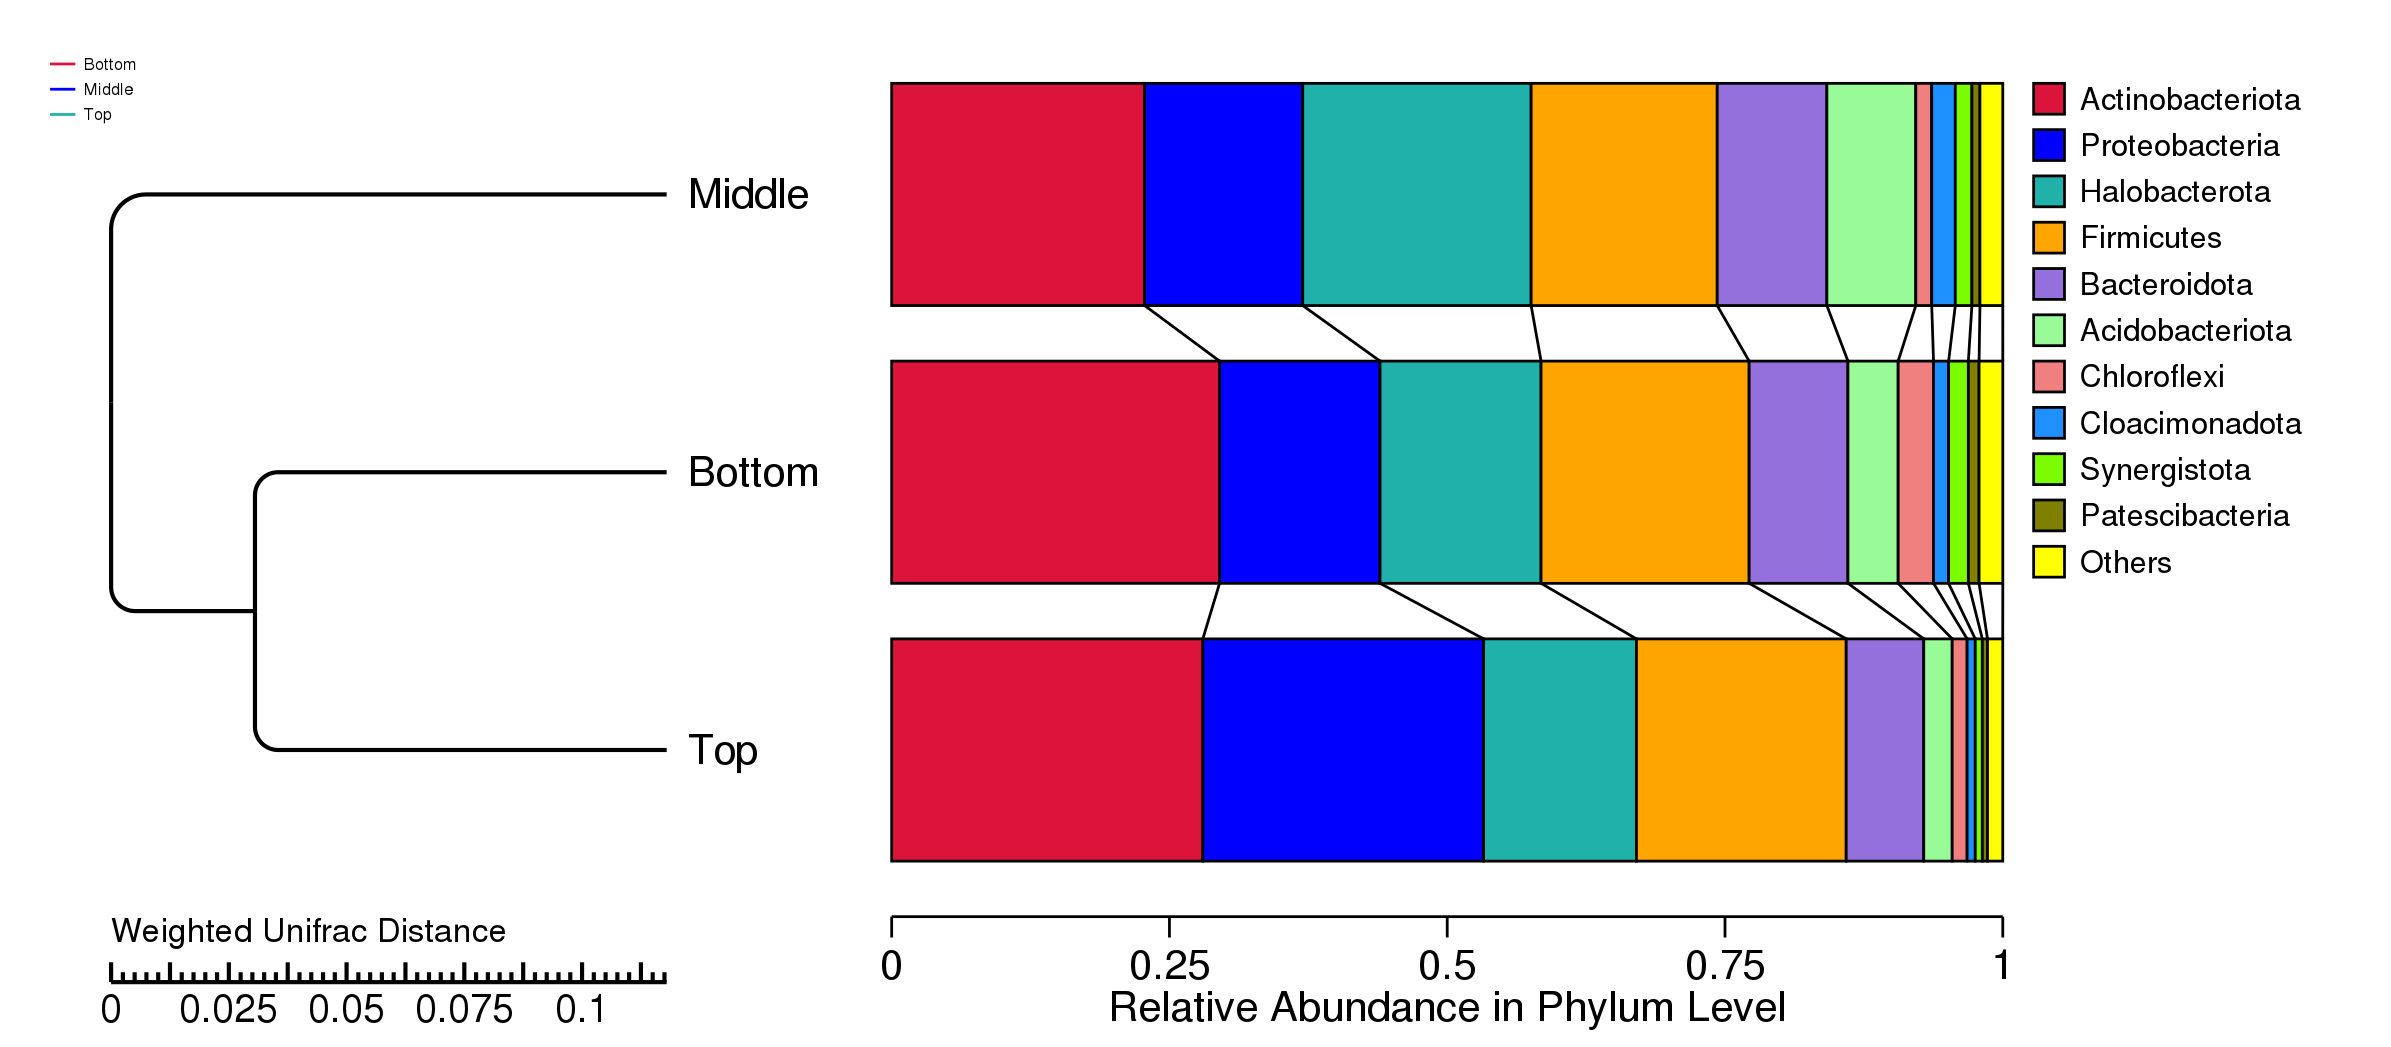 Bottom
Middle
Top
Middle
Bottom
Top
Actinobacteriota
Proteobacteria
Halobacterota
Firmicutes
Bacteroidota
Acidobacteriota
Chloroflexi
Cloacimonadota
Synergistota
Patescibacteria
Others
Weighted Unifrac Distance
0 0.025 0.05 0.075 0.1
0 0.25 0.5 0.75 1
Relative Abundance in Phylum Level